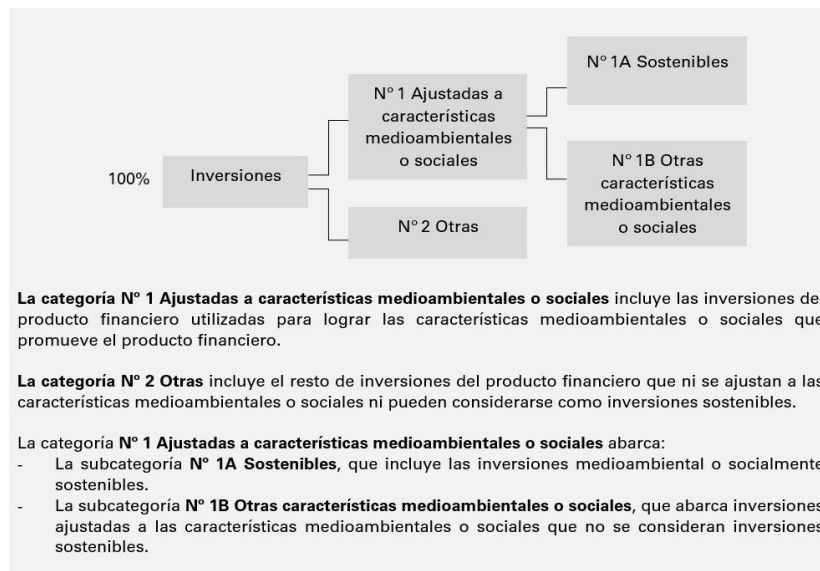 Nº 1A Sostenibles
Nº 1 Ajustadas a
características
medioambientales
o sociales
100%
Inversiones
Nº 1B Otras
características
medioambientales
o sociales
Nº 2 Otras
La categoría Nº 1 Ajustadas a características medioambientales o sociales incluye las inversiones de
producto financiero utilizadas para lograr las características medioambientales o sociales que
promueve el producto financiero.
La categoría Nº 2 Otras incluye el resto de inversiones del producto financiero que ni se ajustan a las
características medioambientales o sociales ni pueden considerarse como inversiones sostenibles.
La categoría Nº 1 Ajustadas a características medioambientales o sociales abarca:
- La subcategoría Nº 1A Sostenibles, que incluye las inversiones medioambiental o socialmente
sostenibles.
- La subcategoría Nº 1B Otras características medioambientales o sociales, que abarca inversiones
ajustadas a las características medioambientales o sociales que no se consideran inversiones
sostenibles.